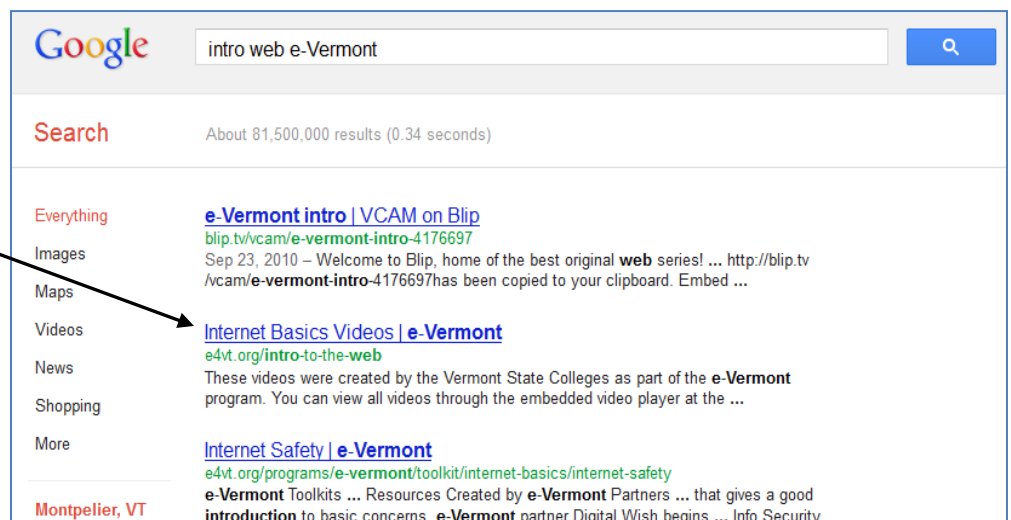 Google
intro web e-Vermont
Search
About 81,500,000 results (0.34 seconds)
Everything
Images
Maps
Videos
News
Shopping
More
Montpelier, VT
e-Vermont intro | VCAM on Blip
blip.tv/vcam/e-vermont-intro-4176697
Sep 23, 2010 – Welcome to Blip, home of the best original web series! ... http://blip.tv
/vcam/e-vermont-intro-4176697has been copied to your clipboard. Embed ...
Internet Basics Videos | e-Vermont
e4vt.org/intro-to-the-web
These videos were created by the Vermont State Colleges as part of the e-Vermont
program. You can view all videos through the embedded video player at the ...
Internet Safety | e-Vermont
e4vt.org/programs/e-vermont/toolkit/internet-basics/internet-safety
e-Vermont Toolkits ... Resources Created by e-Vermont Partners ... that gives a good
introduction to basic concerns. e-Vermont partner Digital Wish begins ... Info Security